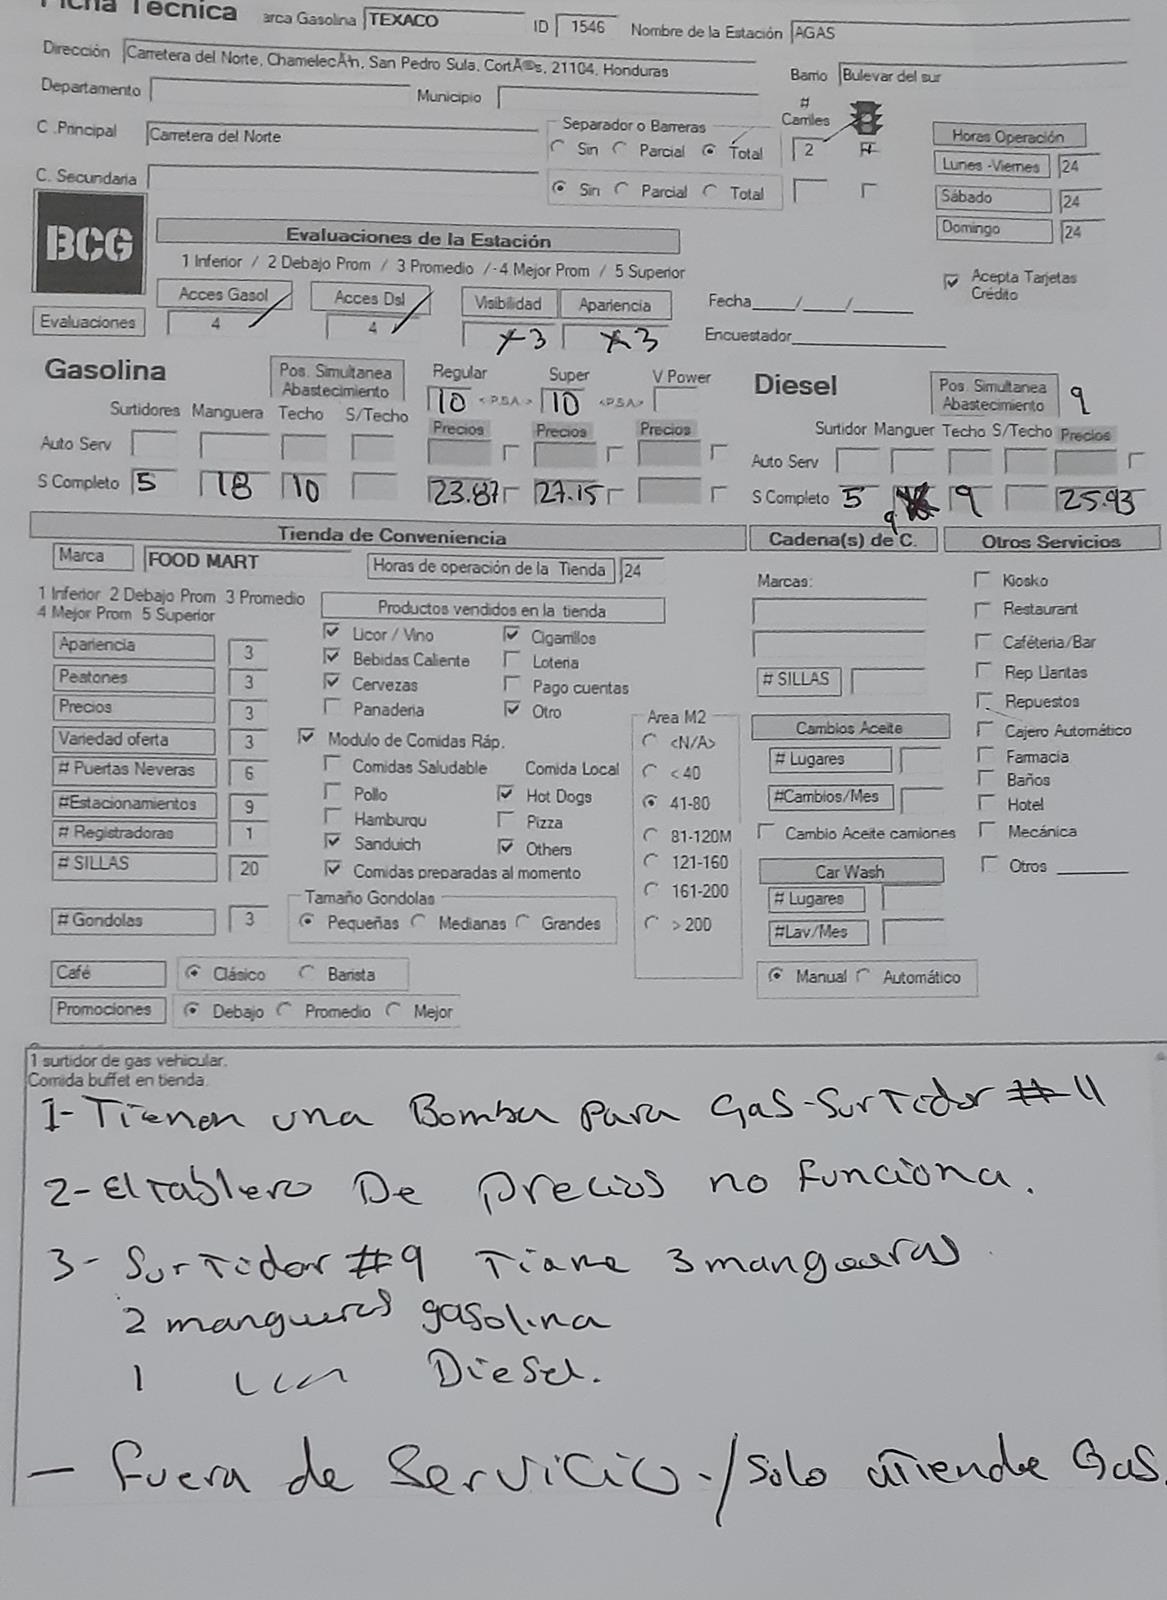 Ficha Técnica arca Gasolina TEXACO ID 1546 Nombre de la Estación AGAS
Dirección Carretera del Norte, ChamelecÃ³n, San Pedro Sula, CortÃ©s, 21104, Honduras Barrio Bulevar del sur
Departamento Municipio # Carriles
C .Principal Carretera del Norte Separador o Barreras Sin Parcial Total 2
Horas Operación
Lunes -Viernes 24
C. Secundaria Sin Parcial Total
Sábado 24
Domingo 24
BCG
Evaluaciones de la Estación
1 Inferior / 2 Debajo Prom / 3 Promedio /-4 Mejor Prom / 5 Superior
Acepta Tarjetas Crédito
Acces Gasol Acces Dsl Visibilidad Apariencia Fecha___/___/___
Evaluaciones 4 4 3 3 Encuestador
Gasolina Pos. Simultanea Abastecimiento Regular Super V Power
10 <P.S.A.> 10 <P.S.A>
Diesel Pos. Simultanea Abastecimiento 9
Surtidores Manguera Techo S/Techo Precios Precios Precios
Surtidor Manguer Techo S/Techo Precios
Auto Serv
Auto Serv
S Completo 5 18 10 23.87 27.15
S Completo 5 9 9 25.93
Tienda de Conveniencia Cadena(s) de C. Otros Servicios
Marca FOOD MART Horas de operación de la Tienda 24
1 Inferior 2 Debajo Prom 3 Promedio
4 Mejor Prom 5 Superior
Apariencia 3
Peatones 3
Precios 3
Variedad oferta 3
# Puertas Neveras 6
#Estacionamientos 9
# Registradoras 1
# SILLAS 20
# Gondolas 3
Productos vendidos en la tienda
Licor / Vino Cigarrillos
Bebidas Caliente Loteria
Cervezas Pago cuentas
Panaderia Otro
Modulo de Comidas Ráp.
Comidas Saludable Comida Local
Pollo Hot Dogs
Hamburqu Pizza
Sanduich Others
Comidas preparadas al momento
Tamaño Gondolas
Pequeñas Medianas Grandes
Area M2
<N/A>
< 40
41-80
81-120M
121-160
161-200
> 200
Marcas:
# SILLAS
Cambios Aceite
# Lugares
#Cambios/Mes
Cambio Aceite camiones
Car Wash
# Lugares
#Lav/Mes
Manual Automático
Kiosko
Restaurant
Caféteria/Bar
Rep Llantas
Repuestos
Cajero Automático
Farmacia
Baños
Hotel
Mecánica
Otros
Café Clásico Barista
Promociones Debajo Promedio Mejor
1 surtidor de gas vehicular.
Comida buffet en tienda.
1- Tienen una Bomba para Gas-Surtidor #11
2- El tablero De precios no funciona.
3- Surtidor #9 Tiene 3 mangueras
2 mangueras gasolina
1 Diesel.
— fuera de Servicio - / Solo atiende Gas.